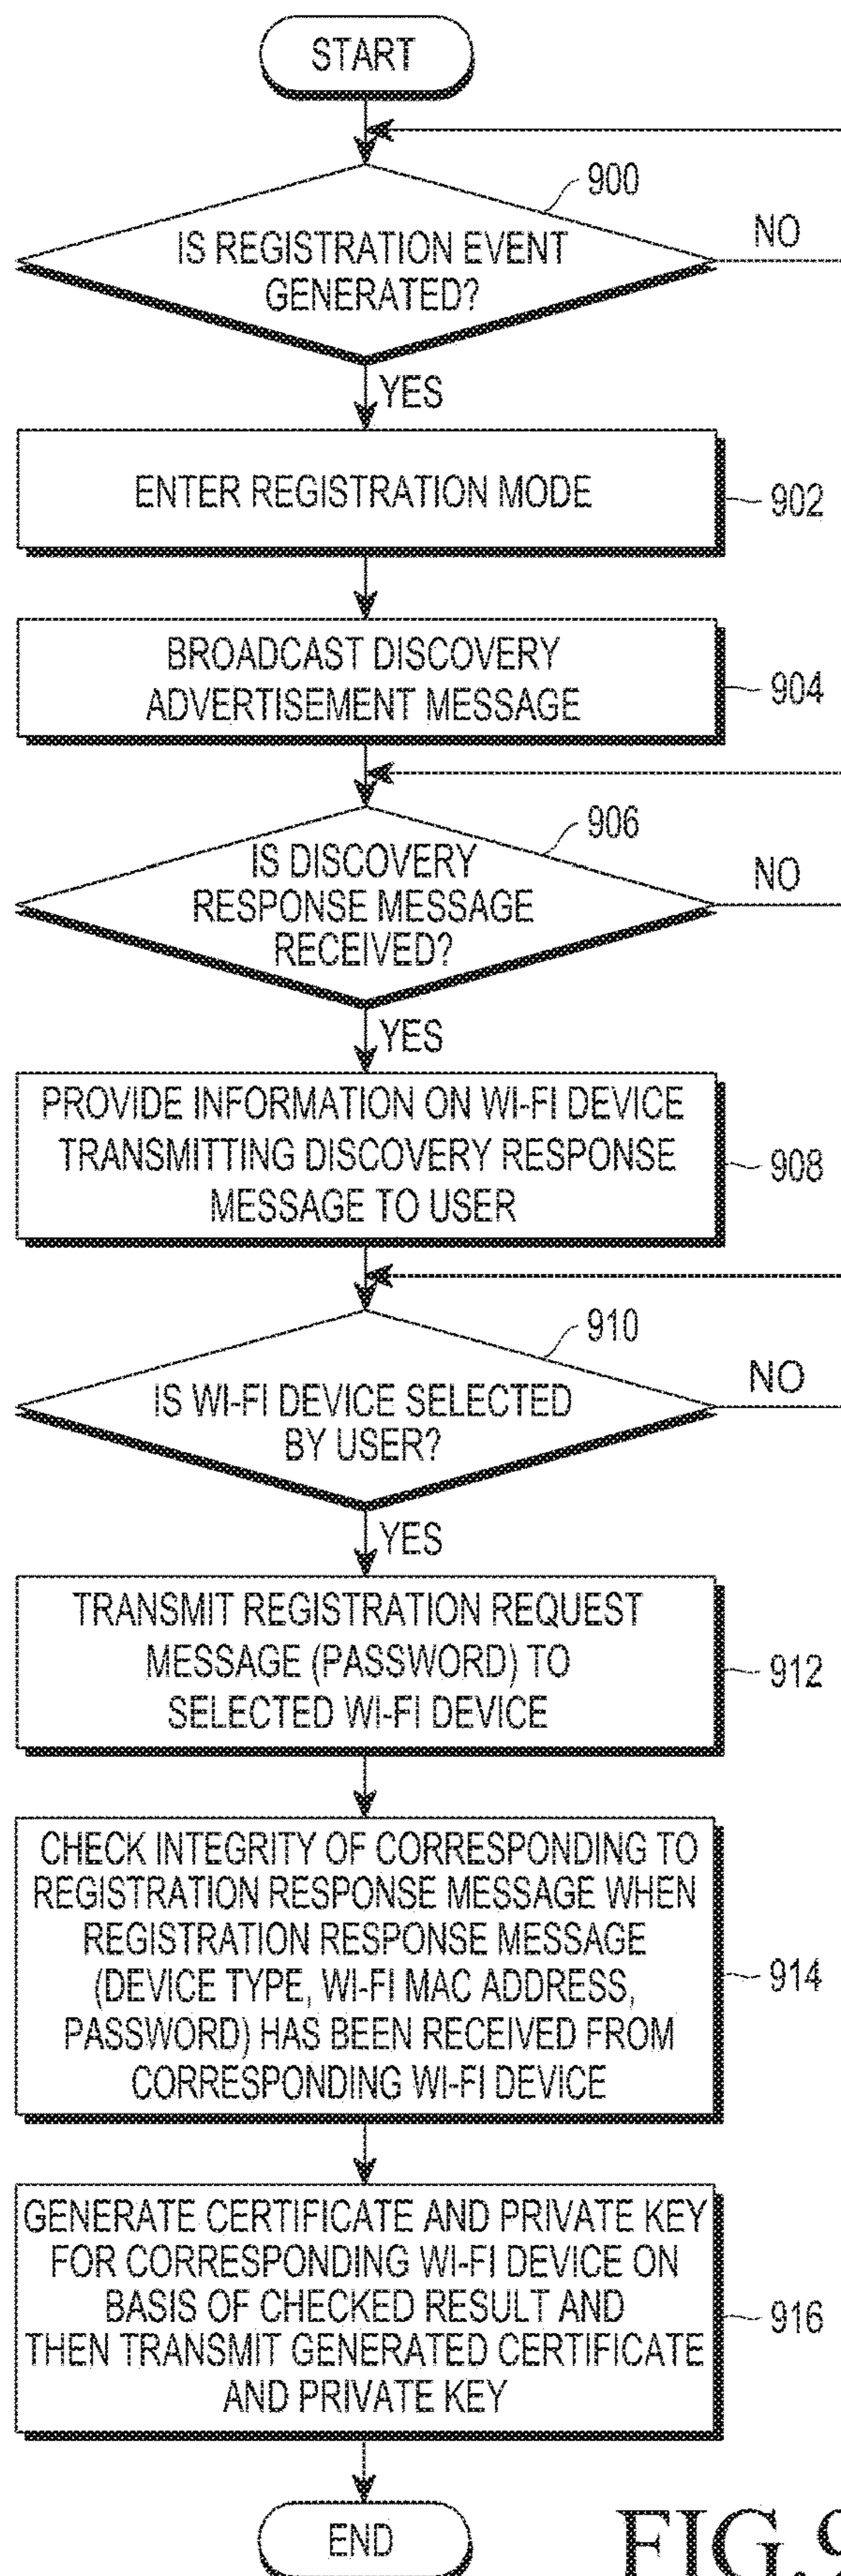 START
900
IS REGISTRATION EVENT
GENERATED?
NO
YES
ENTER REGISTRATION MODE
902
BROADCAST DISCOVERY
ADVERTISEMENT MESSAGE
904
906
IS DISCOVERY
RESPONSE MESSAGE
RECEIVED?
NO
YES
PROVIDE INFORMATION ON WI-FI DEVICE
TRANSMITTING DISCOVERY RESPONSE
MESSAGE TO USER
908
910
IS WI-FI DEVICE SELECTED
BY USER?
NO
YES
TRANSMIT REGISTRATION REQUEST
MESSAGE (PASSWORD) TO
SELECTED WI-FI DEVICE
912
CHECK INTEGRITY OF CORRESPONDING TO
REGISTRATION RESPONSE MESSAGE WHEN
REGISTRATION RESPONSE MESSAGE
(DEVICE TYPE, WI-FI MAC ADDRESS,
PASSWORD) HAS BEEN RECEIVED FROM
CORRESPONDING WI-FI DEVICE
914
GENERATE CERTIFICATE AND PRIVATE KEY
FOR CORRESPONDING WI-FI DEVICE ON
BASIS OF CHECKED RESULT AND
THEN TRANSMIT GENERATED CERTIFICATE
AND PRIVATE KEY
916
END
FIG.9